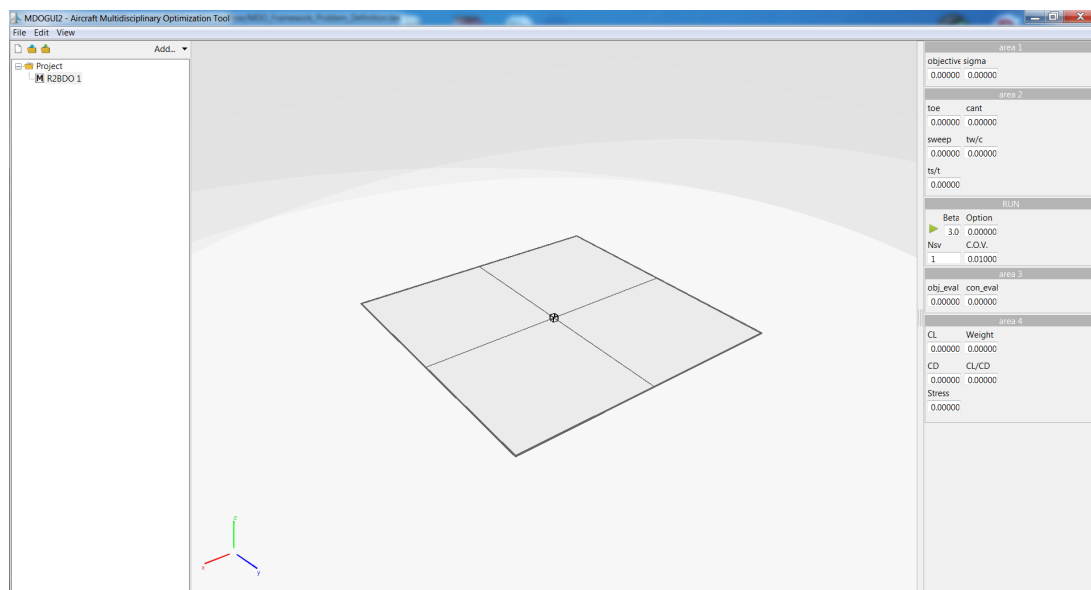 MDOGUI2 - Aircraft Multidisciplinary Optimization Tool
File Edit View
Add...
Project
M R2BDO 1
area 1
objective sigma
0.00000 0.00000
area 2
toe cant
0.00000 0.00000
sweep tw/c
0.00000 0.00000
ts/t
0.00000
RUN
Beta Option
3.0 0.00000
Nsv C.O.V.
1 0.01000
area 3
obj_eval con_eval
0.00000 0.00000
area 4
CL Weight
0.00000 0.00000
CD CL/CD
0.00000 0.00000
Stress
0.00000
z
x
y